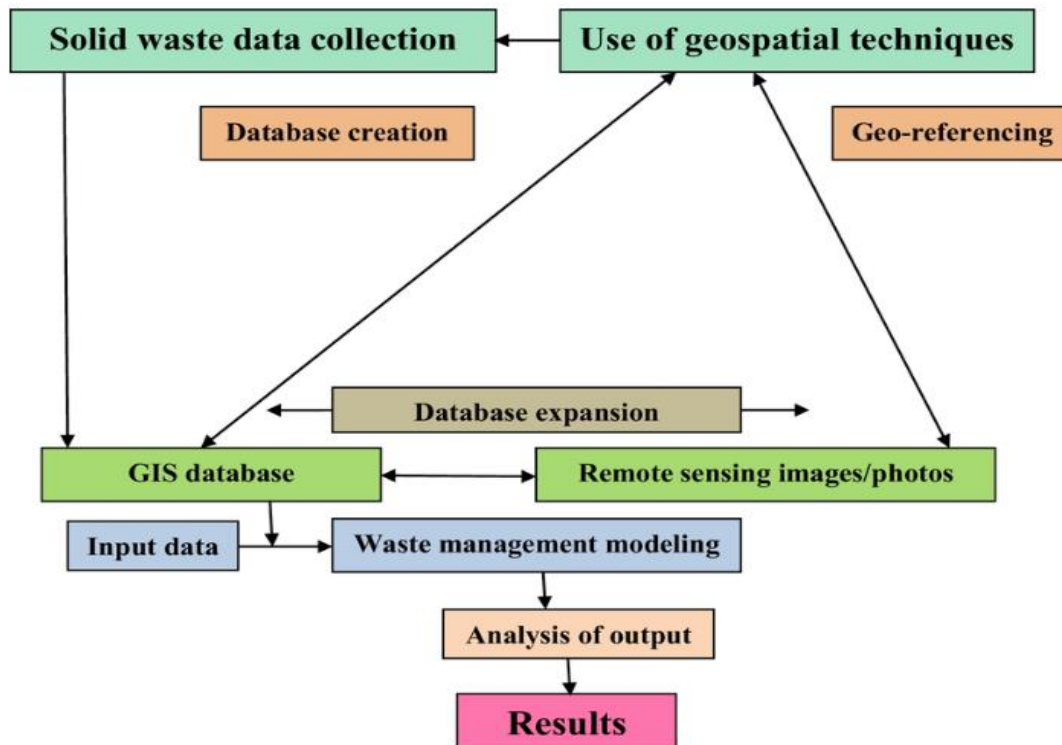 Solid waste data collection
Use of geospatial techniques
Database creation
Geo-referencing
Database expansion
GIS database
Remote sensing images/photos
Input data
Waste management modeling
Analysis of output
Results